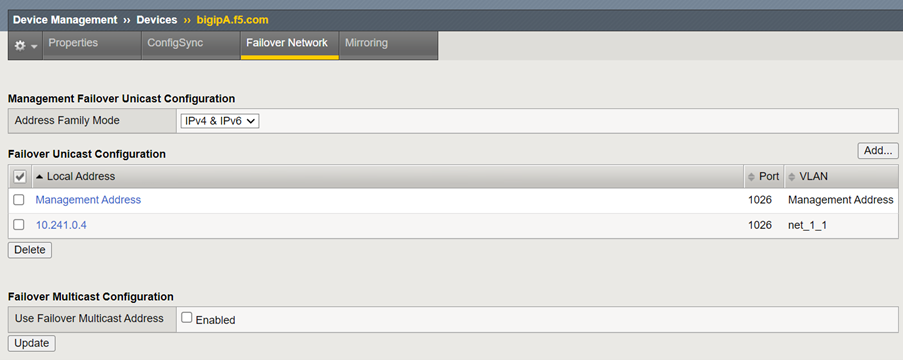 Device Management ›› Devices ›› bigipA.f5.com
Properties ConfigSync Failover Network Mirroring
Management Failover Unicast Configuration
Address Family Mode IPv4 & IPv6
Failover Unicast Configuration Add...
Local Address Port VLAN
Management Address 1026 Management Address
10.241.0.4 1026 net_1_1
Delete
Failover Multicast Configuration
Use Failover Multicast Address Enabled
Update